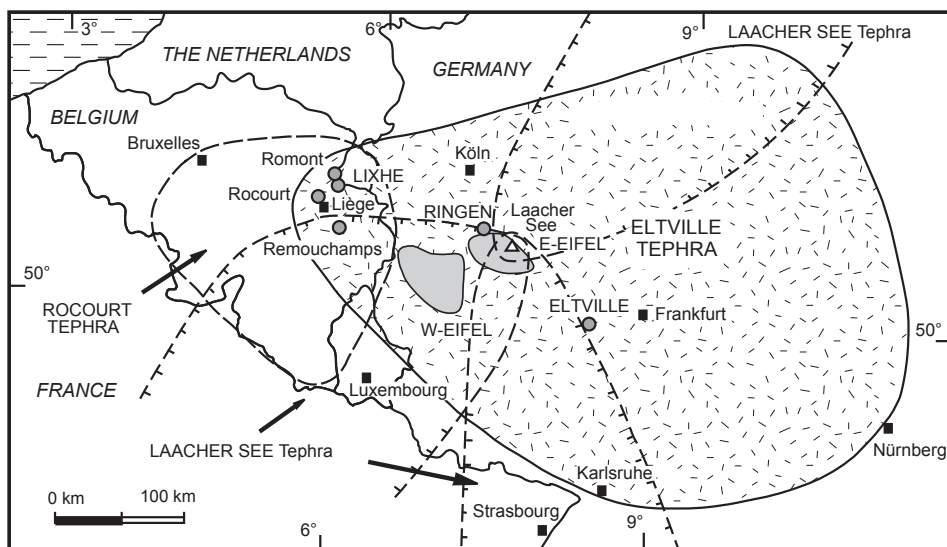 3°
6°
9°
LAACHER SEE Tephra
THE NETHERLANDS
GERMANY
BELGIUM
Bruxelles
Romont
LIXHE
Köln
Rocourt
Liège
RINGEN
Laacher
See
Remouchamps
E-EIFEL
ELTVILLE
TEPHRA
50°
ROCOURT
TEPHRA
ELTVILLE
Frankfurt
W-EIFEL
50°
FRANCE
Luxembourg
LAACHER SEE Tephra
Nürnberg
Karlsruhe
0 km
100 km
Strasbourg
6°
9°